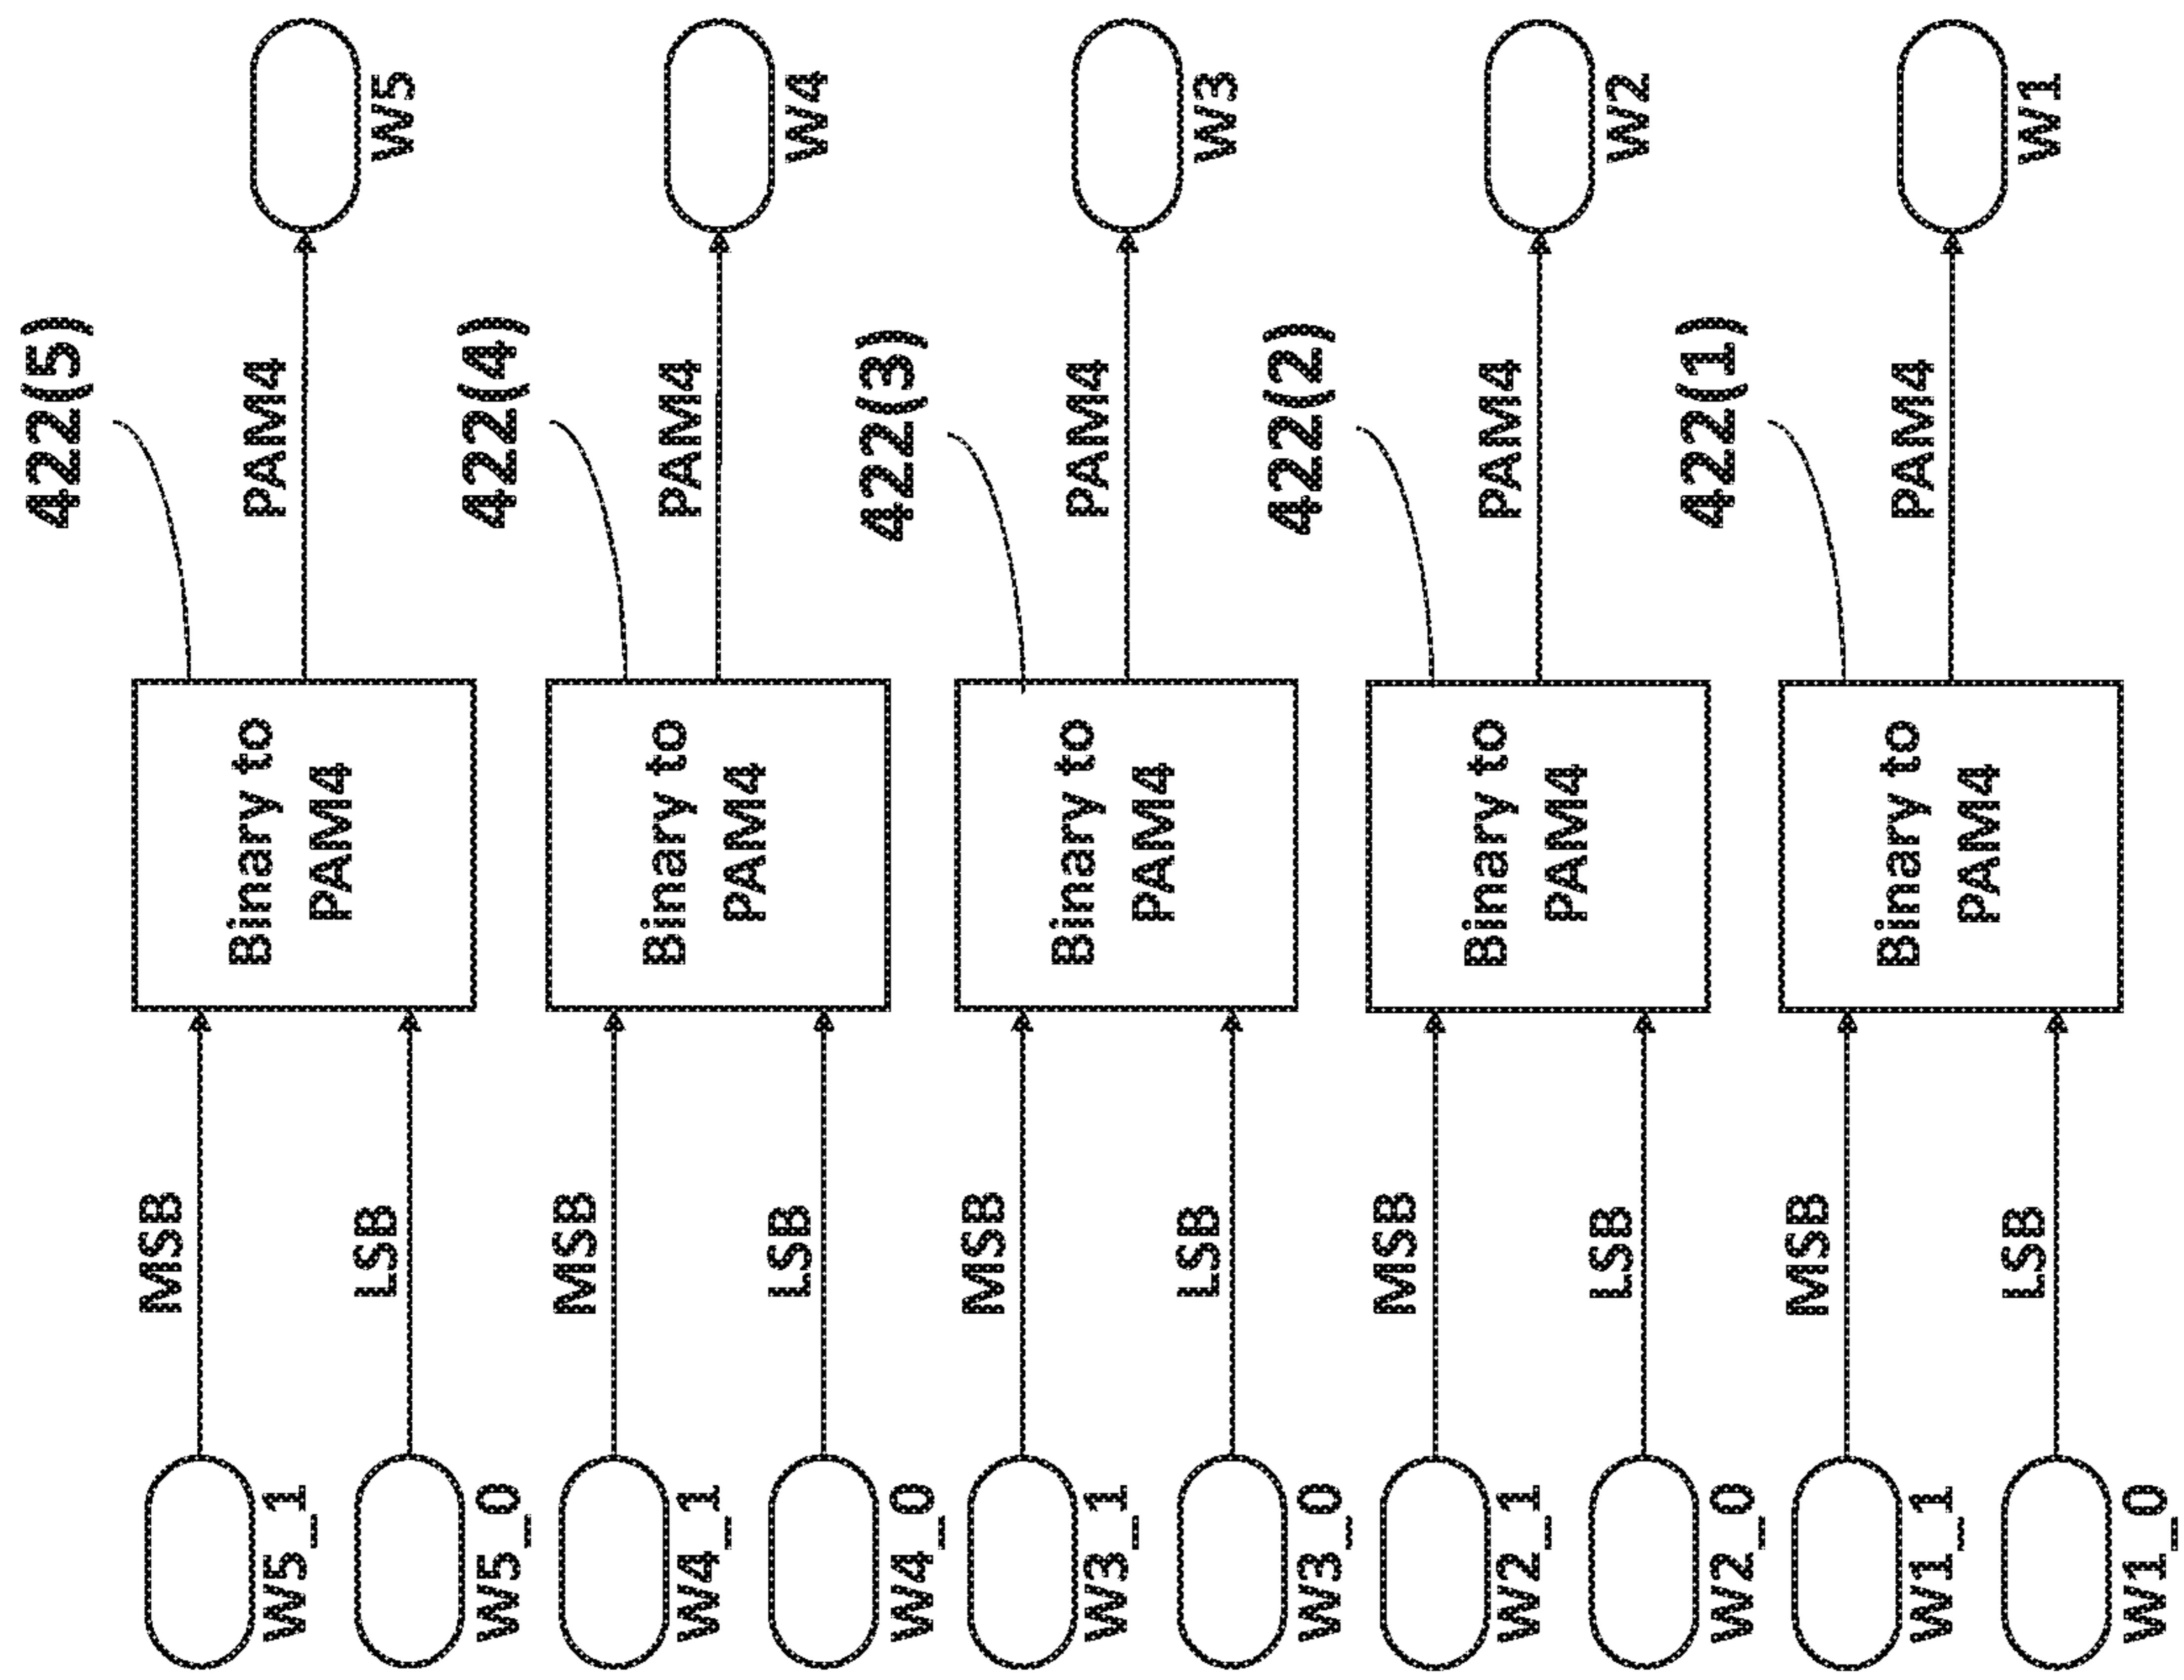 422(5)
MSB
W5_1
LSB
W5_0
Binary to
PAM4
PAM4
W5
422(4)
MSB
W4_1
LSB
W4_0
Binary to
PAM4
PAM4
W4
422(3)
MSB
W3_1
LSB
W3_0
Binary to
PAM4
PAM4
W3
422(2)
MSB
W2_1
LSB
W2_0
Binary to
PAM4
PAM4
W2
422(1)
MSB
W1_1
LSB
W1_0
Binary to
PAM4
PAM4
W1